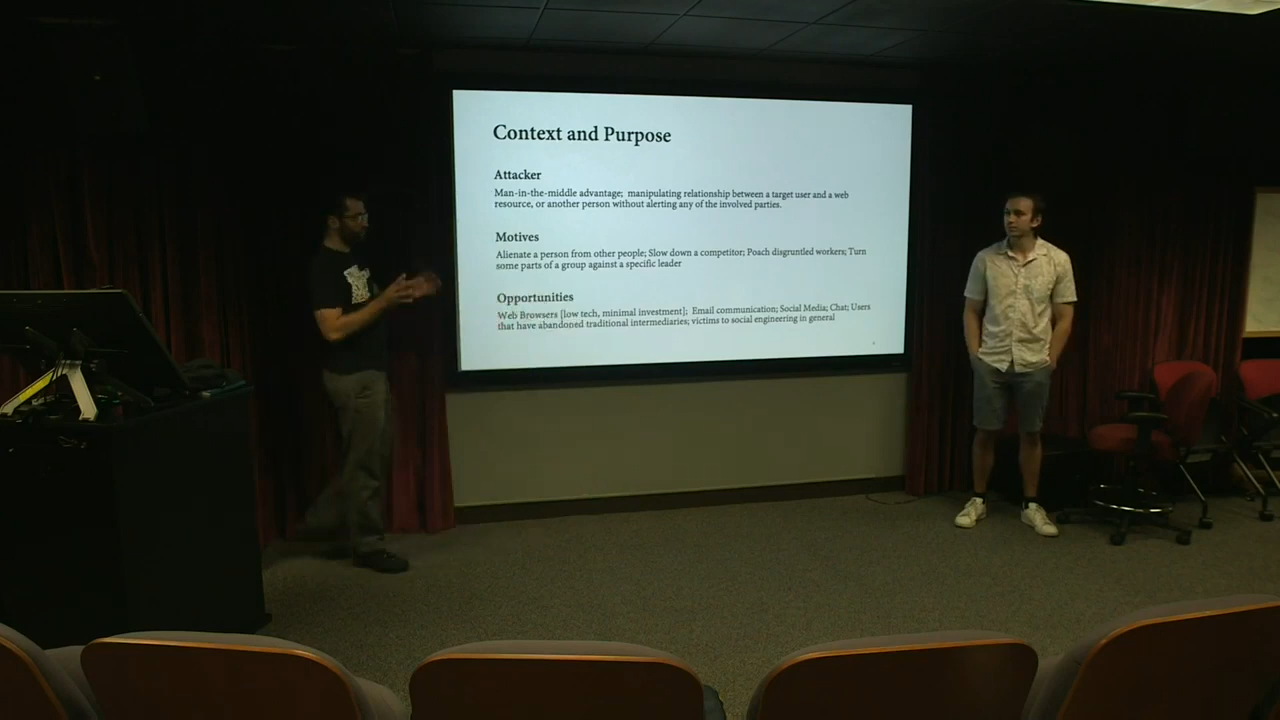 Context and Purpose
Attacker
Man-in-the-middle advantage; manipulating relationship between a target user and a web
resource, or another person without alerting any of the involved parties.
Motives
Alienate a person from other people; Slow down a competitor; Poach disgruntled workers; Turn
some parts of a group against a specific leader
Opportunities
Web Browsers [low tech, minimal investment]; Email communication; Social Media; Chat; Users
that have abandoned traditional intermediaries; victims to social engineering in general